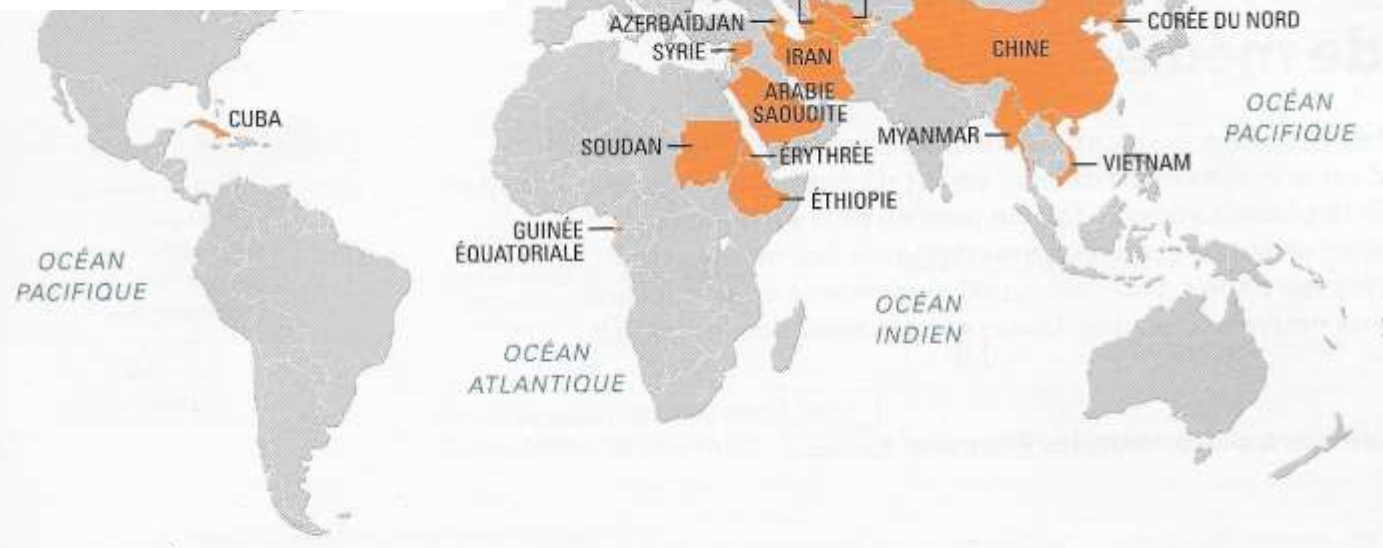 AZERBAÏDJAN
CORÉE DU NORD
SYRIE
IRAN
CHINE
ARABIE
SAOUDITE
OCÉAN
PACIFIQUE
CUBA
MYANMAR
SOUDAN
ÉRYTHRÉE
VIETNAM
ÉTHIOPIE
GUINÉE
ÉQUATORIALE
OCÉAN
PACIFIQUE
OCÉAN
INDIEN
OCÉAN
ATLANTIQUE